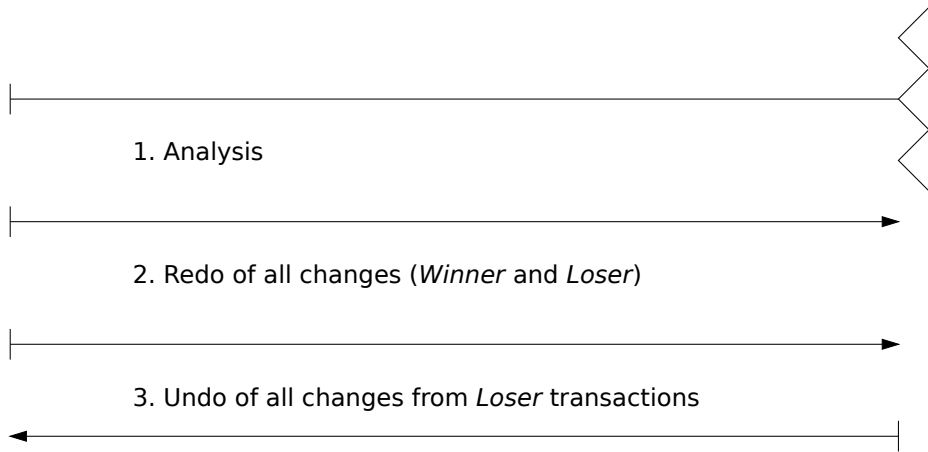 1. Analysis
2. Redo of all changes (Winner and Loser)
3. Undo of all changes from Loser transactions